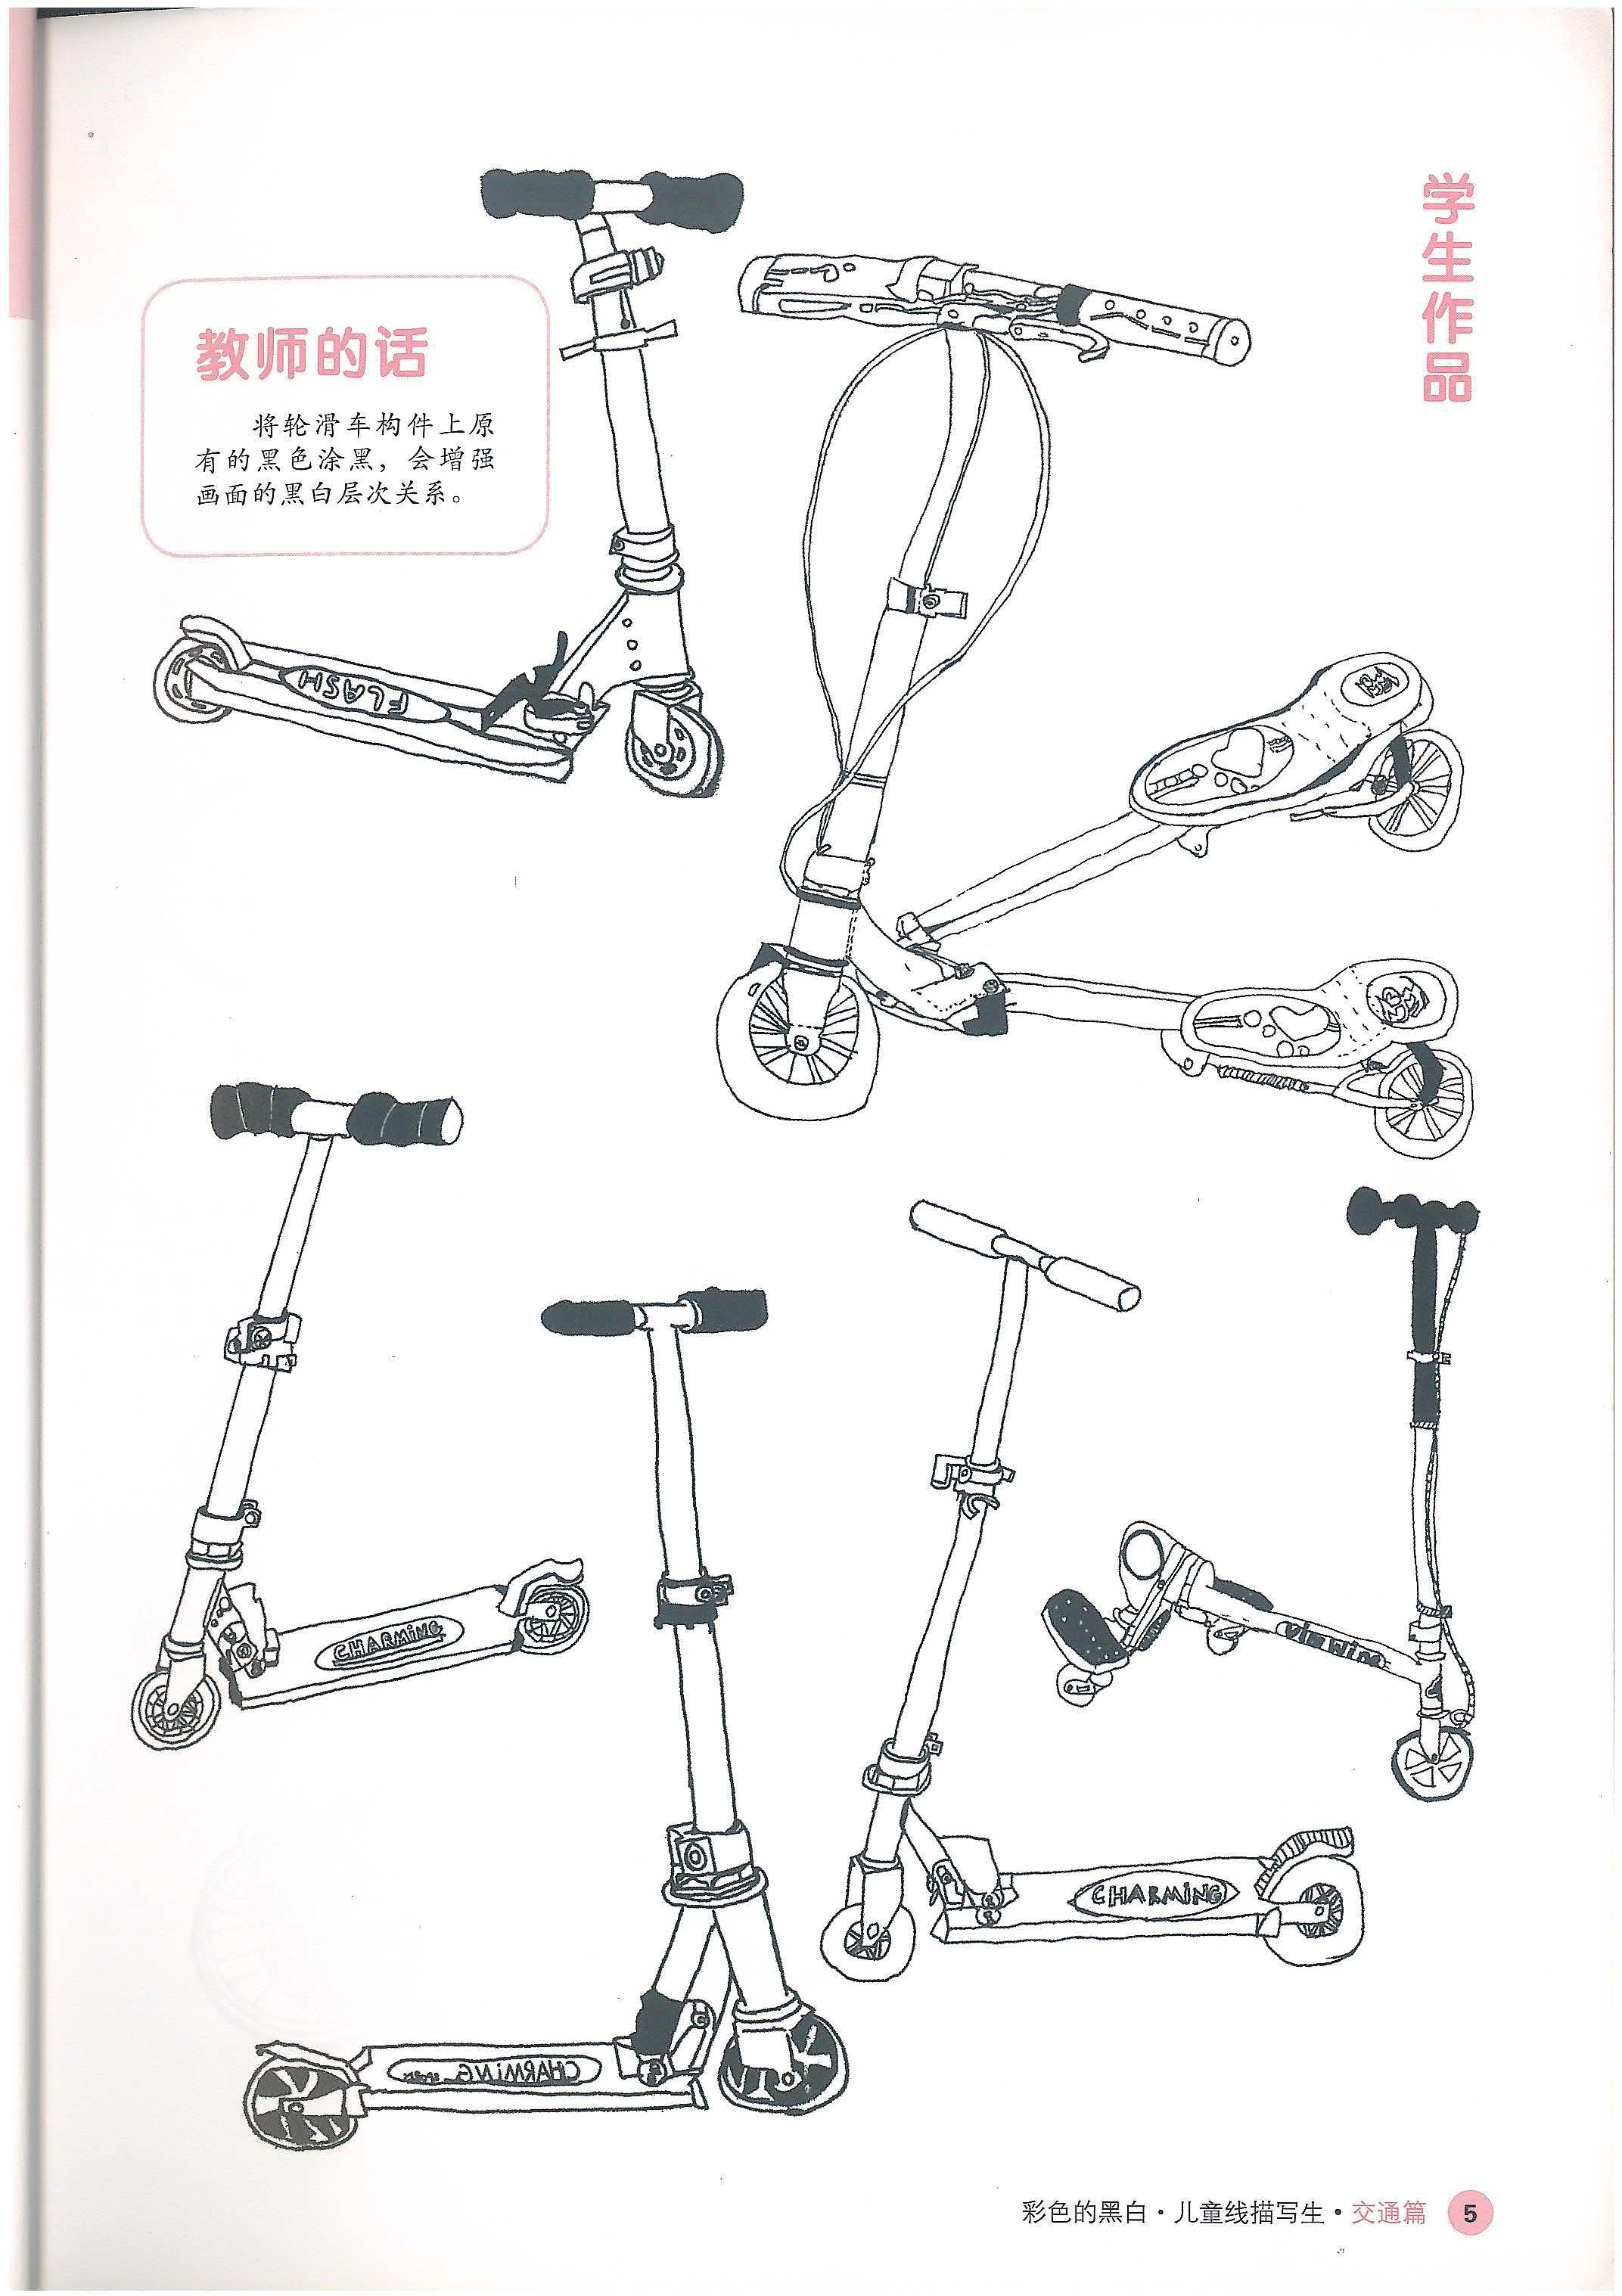 学生作品
教师的话
将轮滑车构件上原
有的黑色涂黑，会增强
画面的黑白层次关系。
FLASH
CHARMiNG
CHARMiNG
CHARMiNG
彩色的黑白·儿童线描写生·交通篇 5